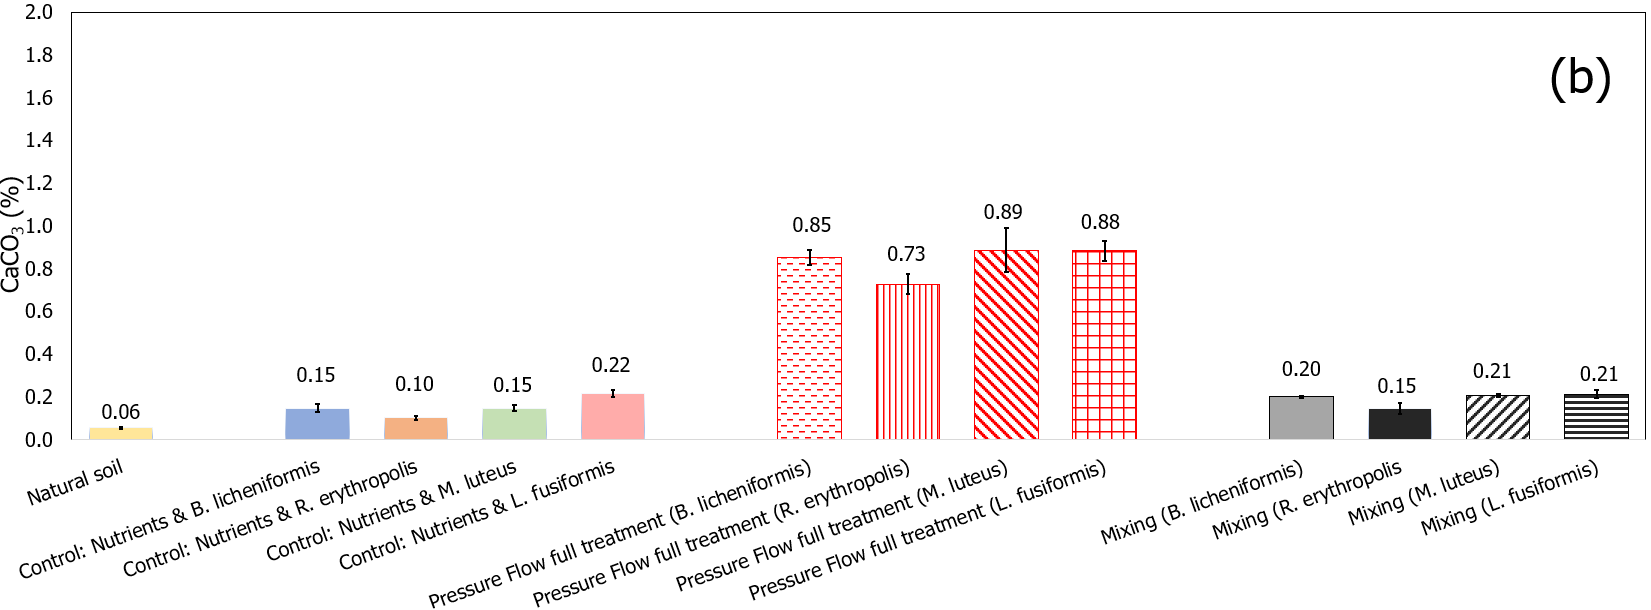 2.0
1.8
1.6
1.4
1.2
1.0
0.8
0.6
0.4
0.2
0.0
CaCO3 (%)
(b)
0.06
0.15
0.10
0.15
0.22
0.85
0.73
0.89
0.88
0.20
0.15
0.21
0.21
Natural soil
Control: Nutrients & B. licheniformis
Control: Nutrients & R. erythropolis
Control: Nutrients & M. luteus
Control: Nutrients & L. fusiformis
Pressure Flow full treatment (B. licheniformis)
Pressure Flow full treatment (R. erythropolis)
Pressure Flow full treatment (M. luteus)
Pressure Flow full treatment (L. fusiformis)
Mixing (B. licheniformis)
Mixing (R. erythropolis
Mixing (M. luteus)
Mixing (L. fusiformis)